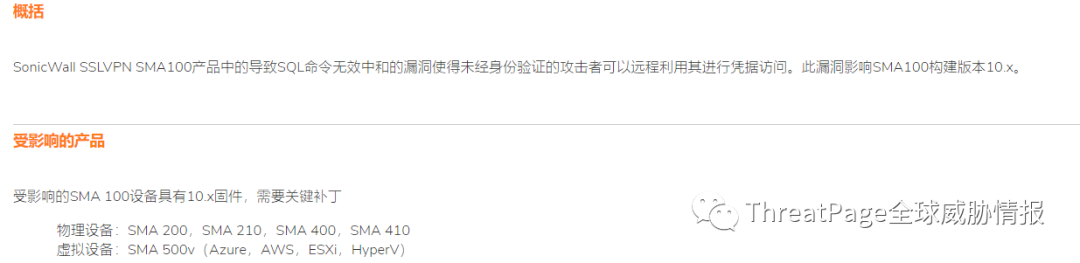 概括
SonicWall SSLVPN SMA100产品中的导致SQL命令无效中和的漏洞使得未经身份验证的攻击者可以远程利用其进行凭据访问。此漏洞影响SMA100构建版本10.x。
受影响的产品
受影响的SMA 100设备具有10.x固件，需要关键补丁
物理设备：SMA 200，SMA 210，SMA 400，SMA 410
虚拟设备：SMA 500v（Azure，AWS，ESXi，HyperV）
ThreatPage全球威胁情报